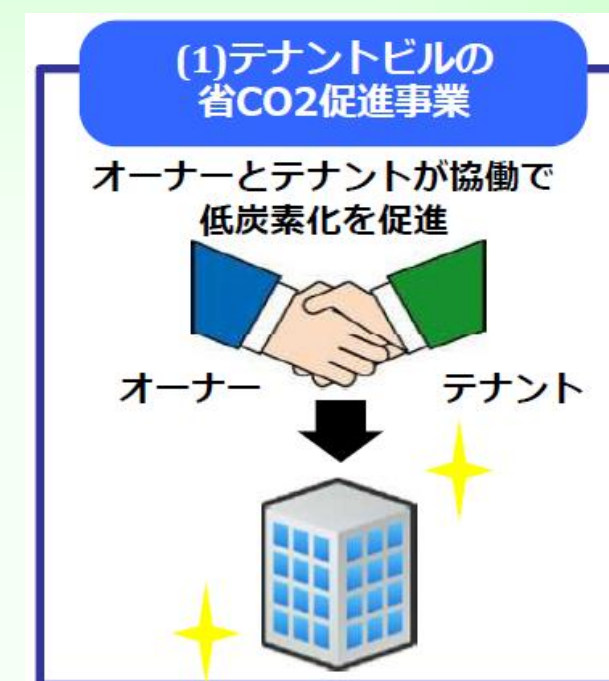 (1)テナントビルの
省CO2促進事業
オーナーとテナントが協働で
低炭素化を促進
オーナー
テナント